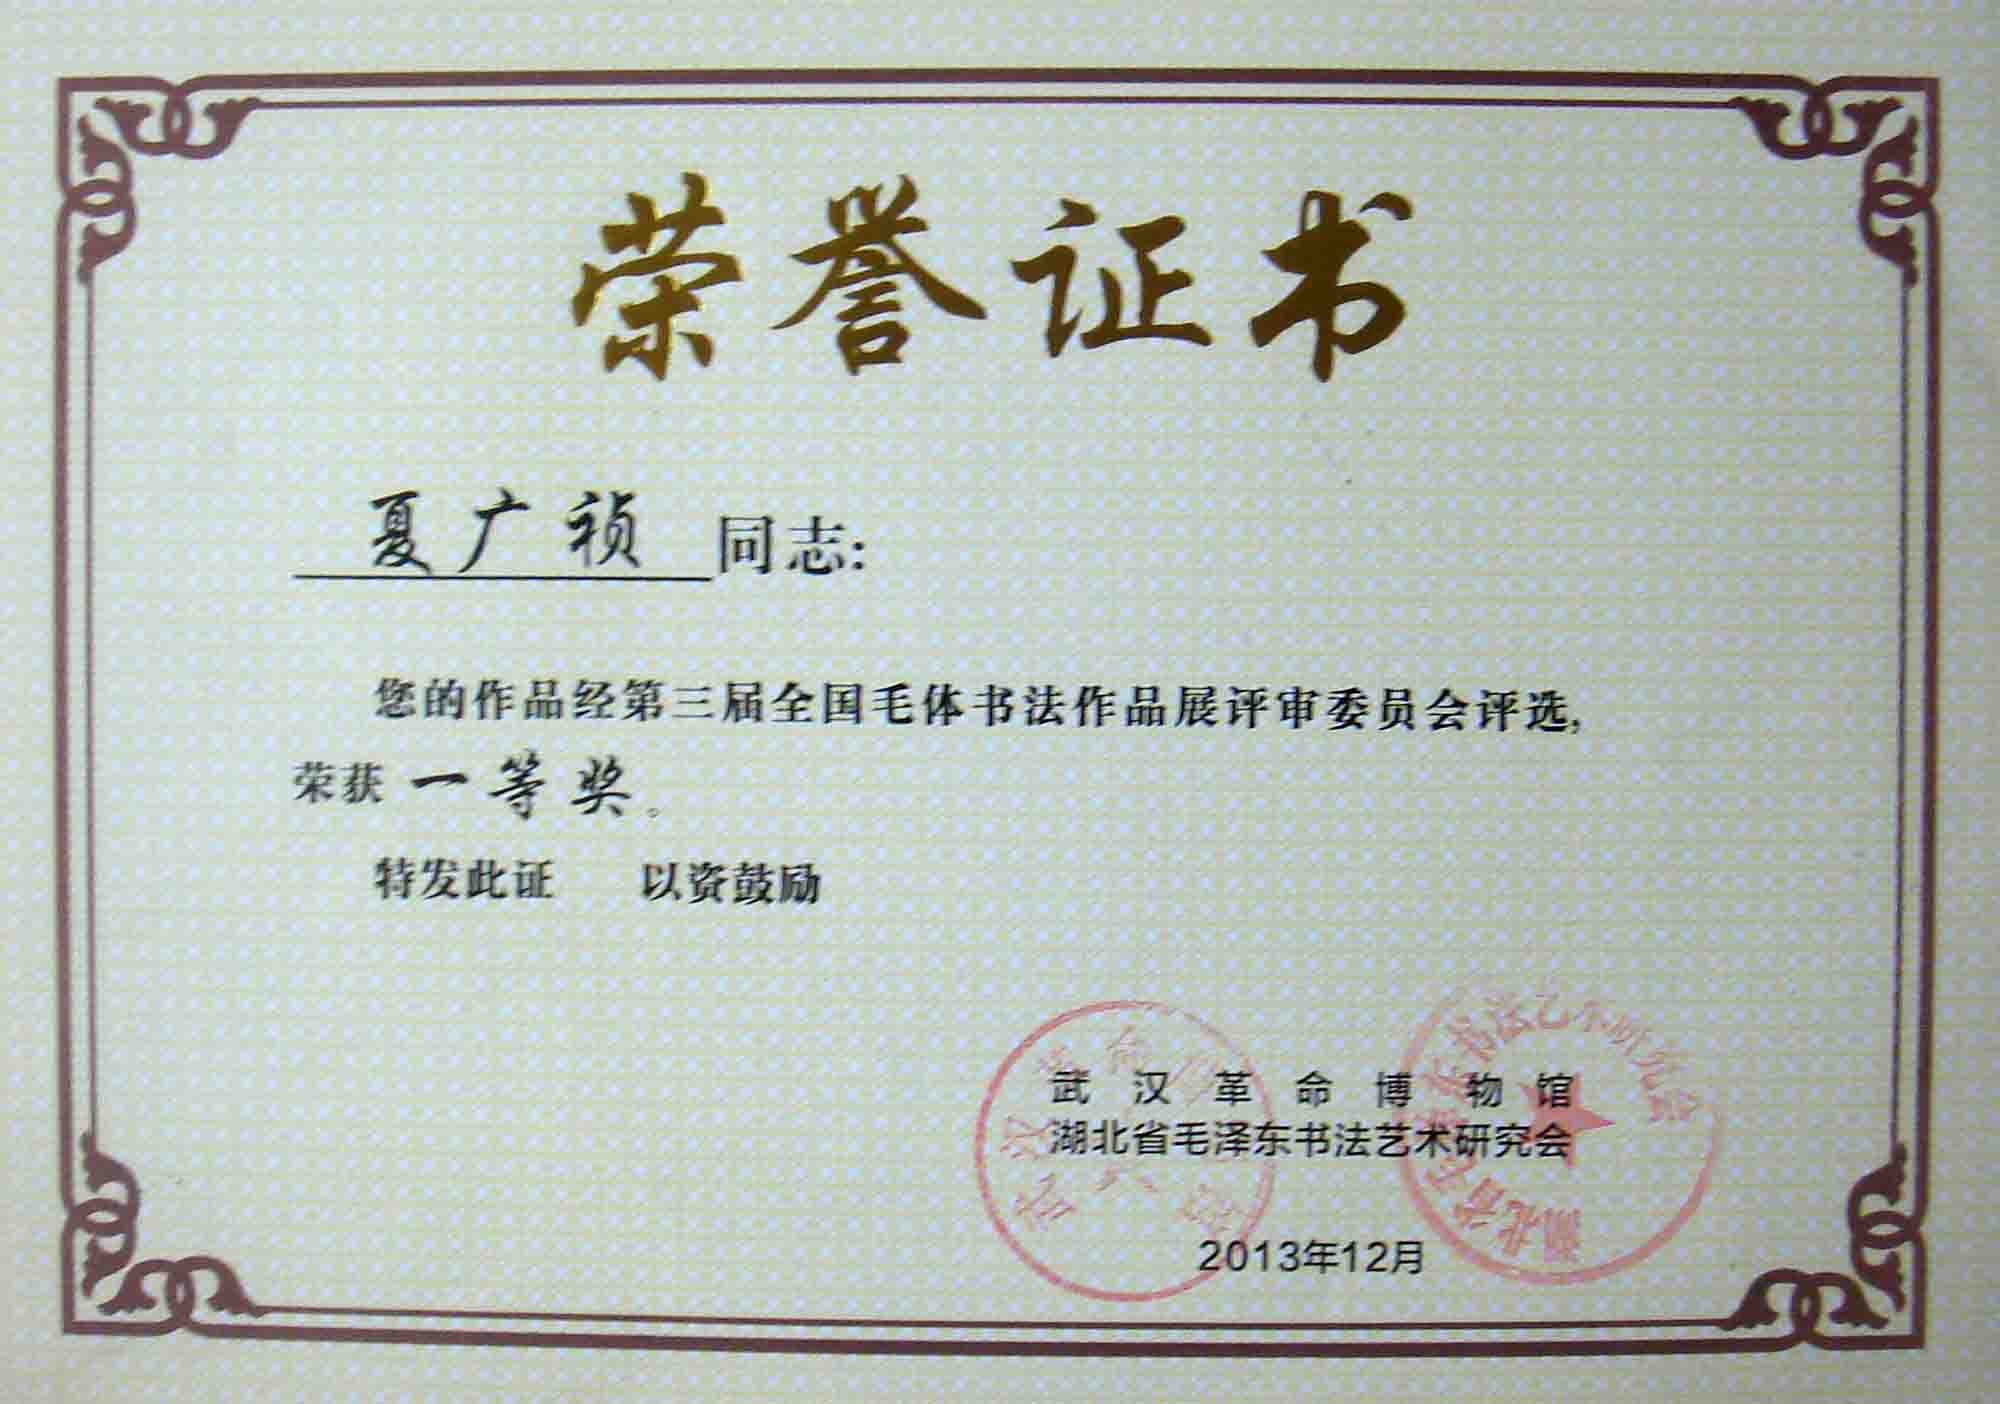 荣誉证书
夏广祯同志:
您的作品经第三届全国毛体书法作品展评审委员会评选,
荣获一等奖。
特发此证 以资鼓励
武汉革命博物馆
湖北省毛泽东书法艺术研究会
2013年12月